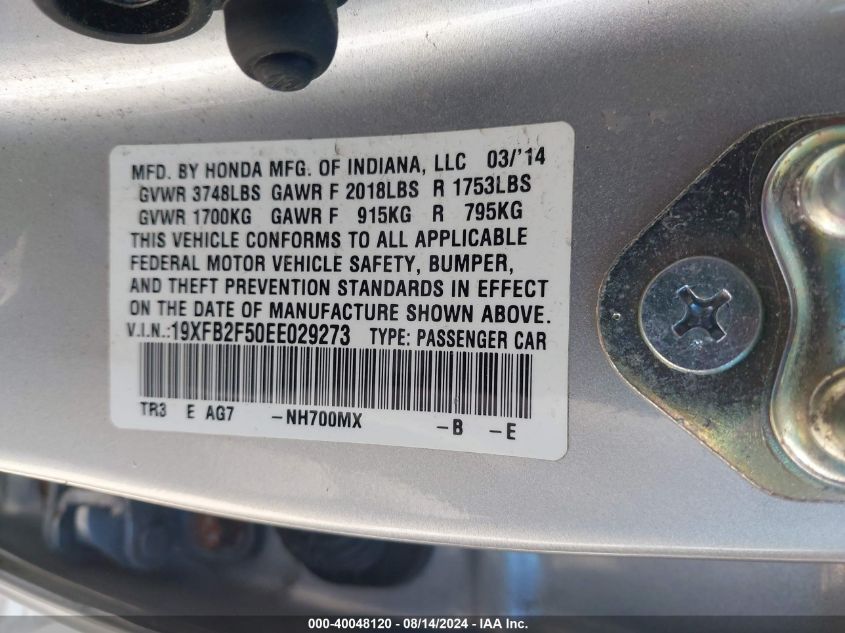 MFD. BY HONDA MFG. OF INDIANA, LLC 03/'14
GVWR 3748LBS GAWR F 2018LBS R 1753LBS
GVWR 1700KG GAWR F 915KG R 795KG
THIS VEHICLE CONFORMS TO ALL APPLICABLE
FEDERAL MOTOR VEHICLE SAFETY, BUMPER,
AND THEFT PREVENTION STANDARDS IN EFFECT
ON THE DATE OF MANUFACTURE SHOWN ABOVE.
V.I.N.:19XFB2F50EE029273 TYPE: PASSENGER CAR
TR3 E AG7 -NH700MX -B -E
000-40048120 - 08/14/2024 - IAA Inc.